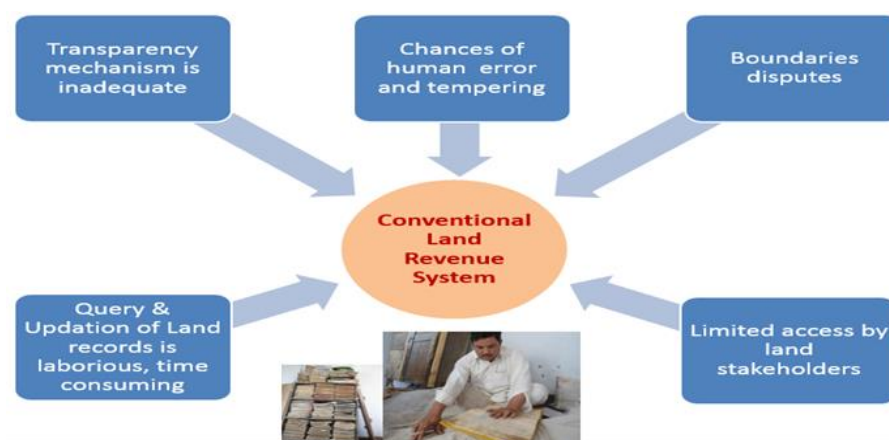 Transparency
mechanism is
inadequate
Chances of
human error
and tempering
Boundaries
disputes
Conventional
Land
Revenue
System
Query &
Updation of Land
records is
laborious, time
consuming
Limited access by
land
stakeholders